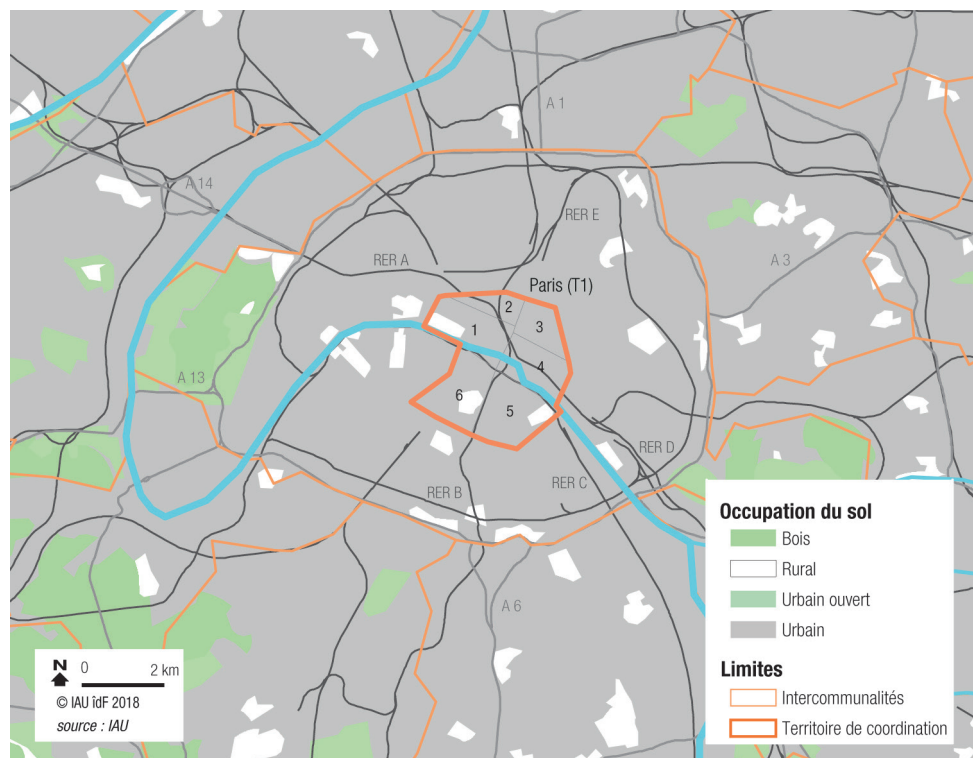 A 1
A 14
RER E
RER A
A 3
Paris (T1)
2
1
3
4
A 13
6
5
RER D
RER B
RER C
A 6
Occupation du sol
Bois
Rural
Urbain ouvert
Urbain
Limites
Intercommunalités
Territoire de coordination
N
0 2 km
© IAU îdF 2018
source : IAU